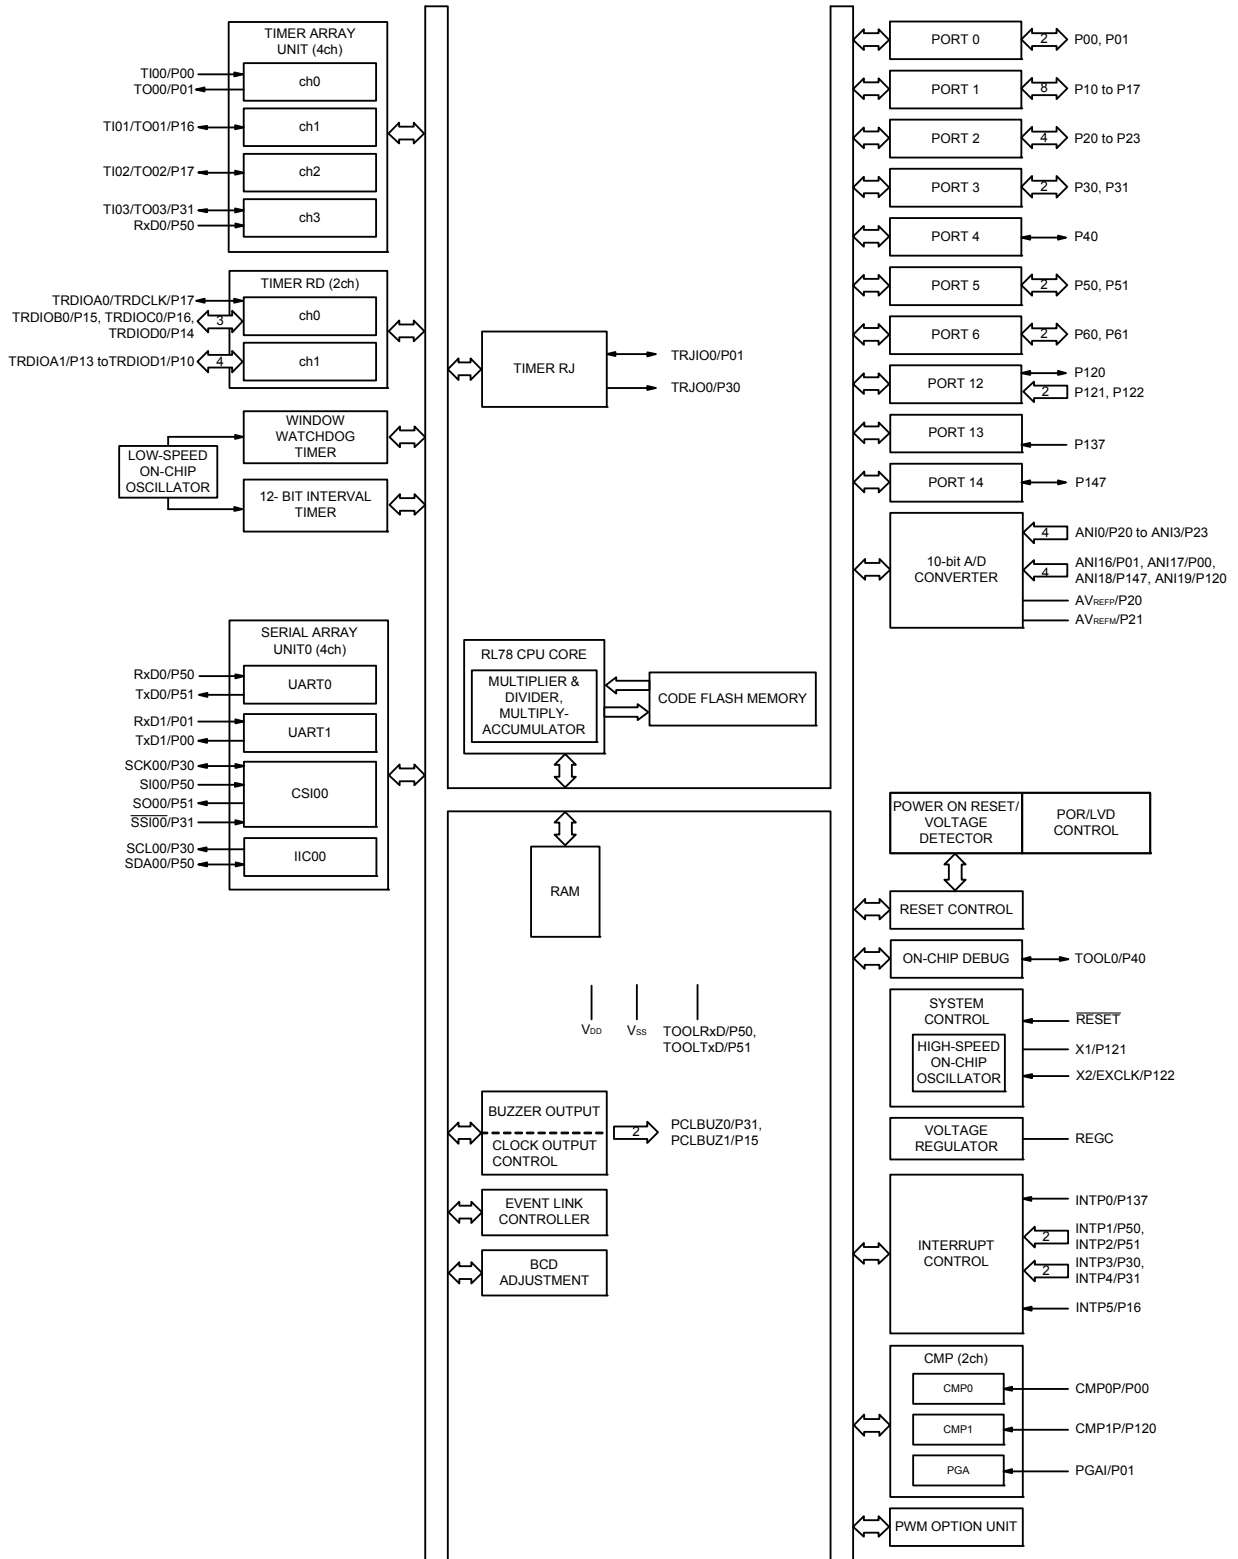 TIMER ARRAY
UNIT (4ch)
TI00/P00
TO00/P01
ch0
TI01/TO01/P16
ch1
TI02/TO02/P17
ch2
TI03/TO03/P31
RxD0/P50
ch3
TIMER RD (2ch)
TRDIOA0/TRDCLK/P17
TRDIOB0/P15, TRDIOC0/P16,
TRDIOD0/P14
3
ch0
TRDIOA1/P13 toTRDIOD1/P10
4
ch1
WINDOW
WATCHDOG
TIMER
LOW-SPEED
ON-CHIP
OSCILLATOR
12- BIT INTERVAL
TIMER
SERIAL ARRAY
UNIT0 (4ch)
RxD0/P50
TxD0/P51
UART0
RxD1/P01
TxD1/P00
UART1
SCK00/P30
SI00/P50
SO00/P51
SSI00/P31
CSI00
SCL00/P30
SDA00/P50
IIC00
TIMER RJ
TRJIO0/P01
TRJO0/P30
RL78 CPU CORE
MULTIPLIER &
DIVIDER,
MULTIPLY-
ACCUMULATOR
CODE FLASH MEMORY
RAM
VDD
VSS
TOOLRxD/P50,
TOOLTxD/P51
BUZZER OUTPUT
CLOCK OUTPUT
CONTROL
2
PCLBUZ0/P31,
PCLBUZ1/P15
EVENT LINK
CONTROLLER
BCD
ADJUSTMENT
PORT 0
2
P00, P01
PORT 1
8
P10 to P17
PORT 2
4
P20 to P23
PORT 3
2
P30, P31
PORT 4
P40
PORT 5
2
P50, P51
PORT 6
2
P60, P61
PORT 12
P120
2
P121, P122
PORT 13
P137
PORT 14
P147
10-bit A/D
CONVERTER
4
ANI0/P20 to ANI3/P23
4
ANI16/P01, ANI17/P00,
ANI18/P147, ANI19/P120
AVREFP/P20
AVREFM/P21
POWER ON RESET/
VOLTAGE
DETECTOR
POR/LVD
CONTROL
RESET CONTROL
ON-CHIP DEBUG
TOOL0/P40
SYSTEM
CONTROL
HIGH-SPEED
ON-CHIP
OSCILLATOR
RESET
X1/P121
X2/EXCLK/P122
VOLTAGE
REGULATOR
REGC
INTERRUPT
CONTROL
INTP0/P137
2
INTP1/P50,
INTP2/P51
2
INTP3/P30,
INTP4/P31
INTP5/P16
CMP (2ch)
CMP0
CMP0P/P00
CMP1
CMP1P/P120
PGA
PGAI/P01
PWM OPTION UNIT